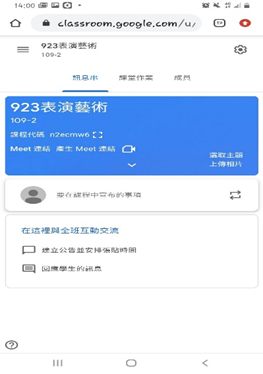 14:00
classroom.google.com/u/
923表演藝術
109-2
訊息串 課堂作業 成員
923表演藝術
109-2
課程代碼 n2ecmw6
Meet 連結 產生 Meet 連結
選取主題
上傳相片
要在課程中宣布的事項
在這裡與全班互動交流
建立公告並安排張貼時間
回應學生的訊息